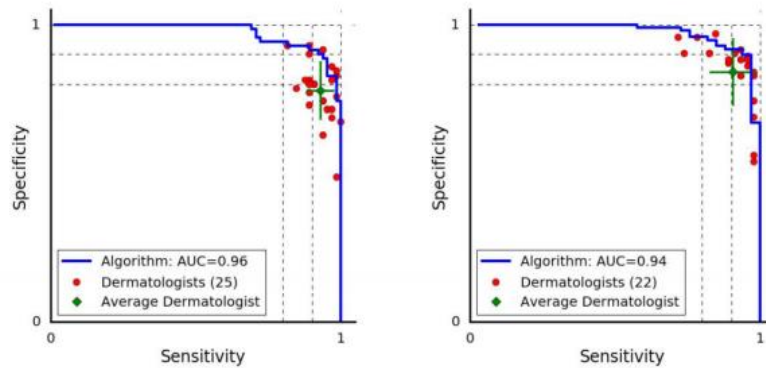 1
Specificity
Algorithm: AUC=0.96
Dermatologists (25)
Average Dermatologist
0
0
1
Sensitivity
1
Specificity
Algorithm: AUC=0.94
Dermatologists (22)
Average Dermatologist
0
0
1
Sensitivity